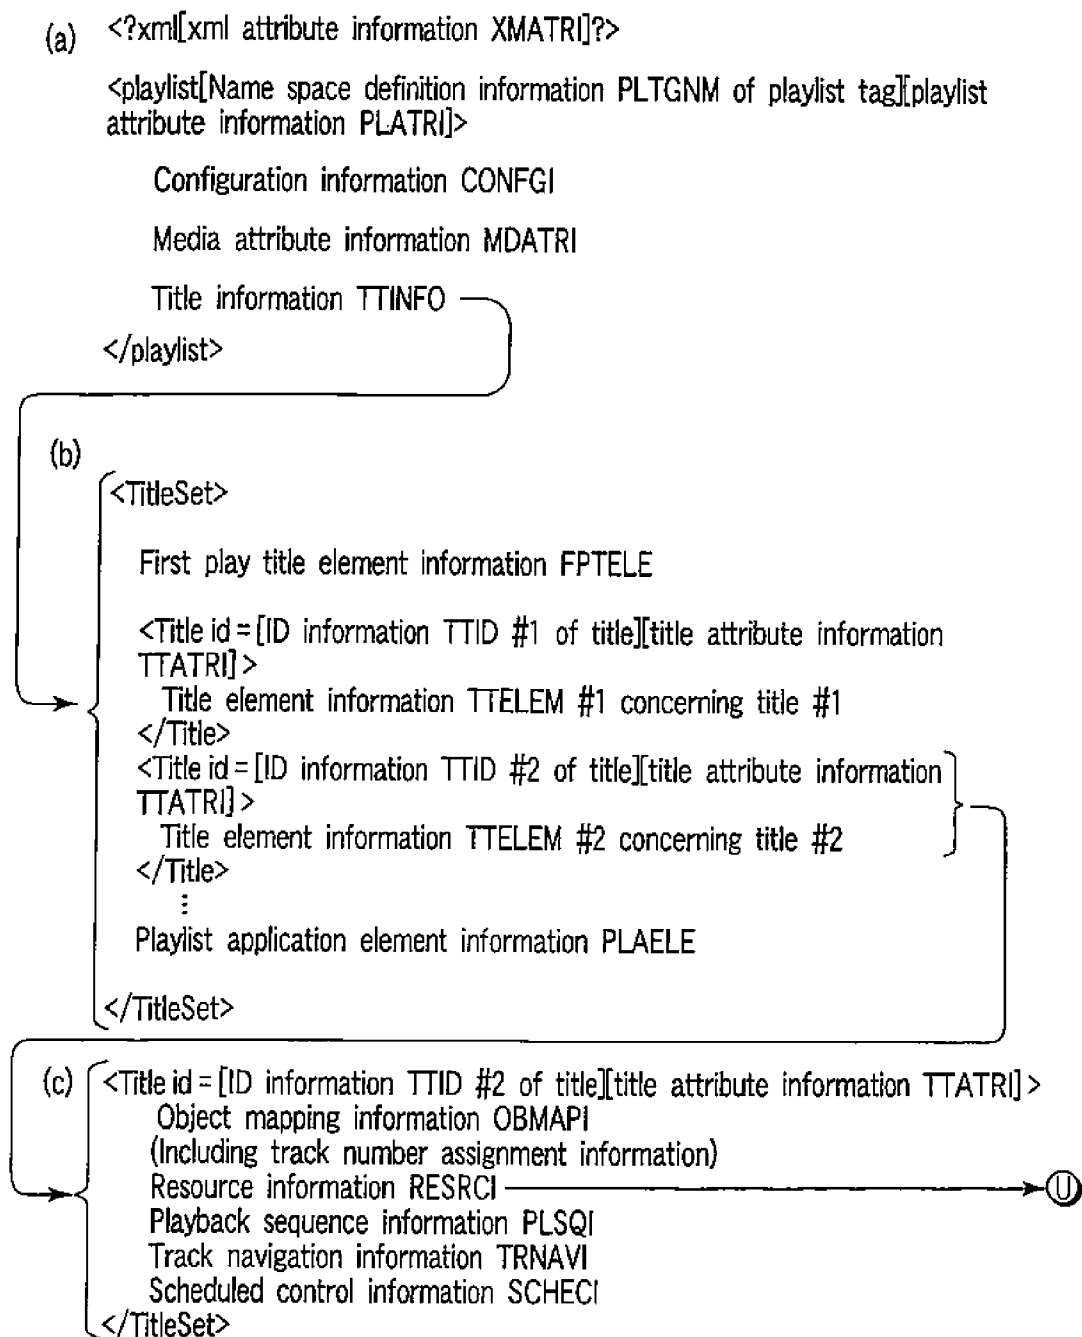 (a) <?xml[xml attribute information XMATRI]?>
<playlist[Name space definition information PLTGNM of playlist tag][playlist
attribute information PLATRI]>
Configuration information CONFGI
Media attribute information MDATRI
Title information TTINFO
</playlist>
(b)
<TitleSet>
First play title element information FPTELE
<Title id=[ID information TTID #1 of title][title attribute information
TTATRI]>
Title element information TTELEM #1 concerning title #1
</Title>
<Title id=[ID information TTID #2 of title][title attribute information
TTATRI]>
Title element information TTELEM #2 concerning title #2
</Title>
⋮
Playlist application element information PLAELE
</TitleSet>
(c) <Title id=[ID information TTID #2 of title][title attribute information TTATRI]>
Object mapping information OBMAPI
(Including track number assignment information)
Resource information RESRCI U
Playback sequence information PLSQI
Track navigation information TRNAVI
Scheduled control information SCHECI
</TitleSet>